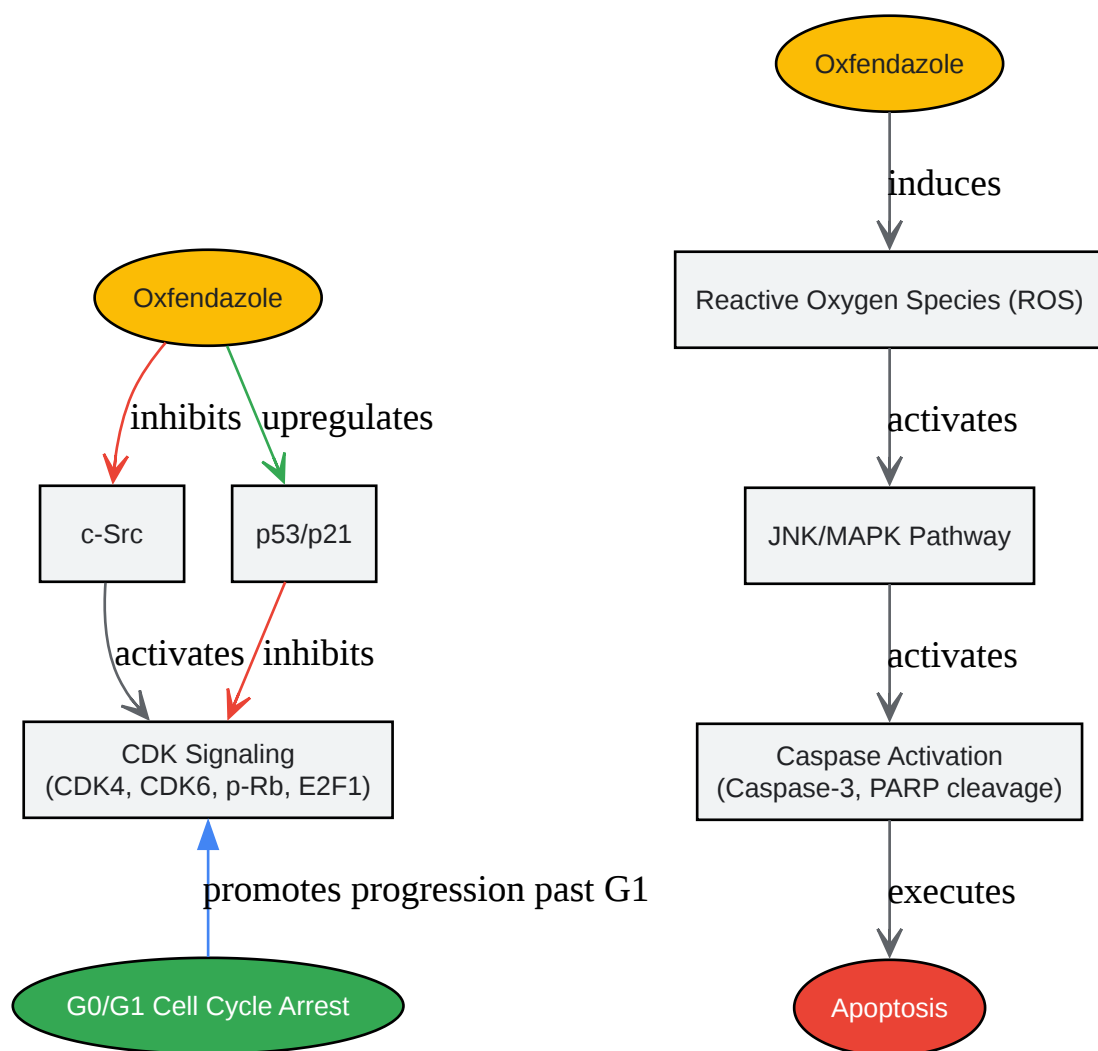 Oxfendazole
inhibits
upregulates
c-Src
p53/p21
activates
inhibits
CDK Signaling
(CDK4, CDK6, p-Rb, E2F1)
promotes progression past G1
G0/G1 Cell Cycle Arrest
Oxfendazole
induces
Reactive Oxygen Species (ROS)
activates
JNK/MAPK Pathway
activates
Caspase Activation
(Caspase-3, PARP cleavage)
executes
Apoptosis